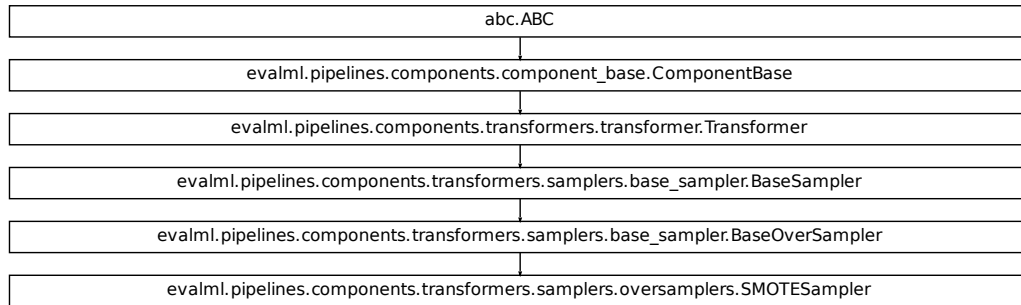 abc.ABC
evalml.pipelines.components.component_base.ComponentBase
evalml.pipelines.components.transformers.transformer.Transformer
evalml.pipelines.components.transformers.samplers.base_sampler.BaseSampler
evalml.pipelines.components.transformers.samplers.base_sampler.BaseOverSampler
evalml.pipelines.components.transformers.samplers.oversamplers.SMOTESampler